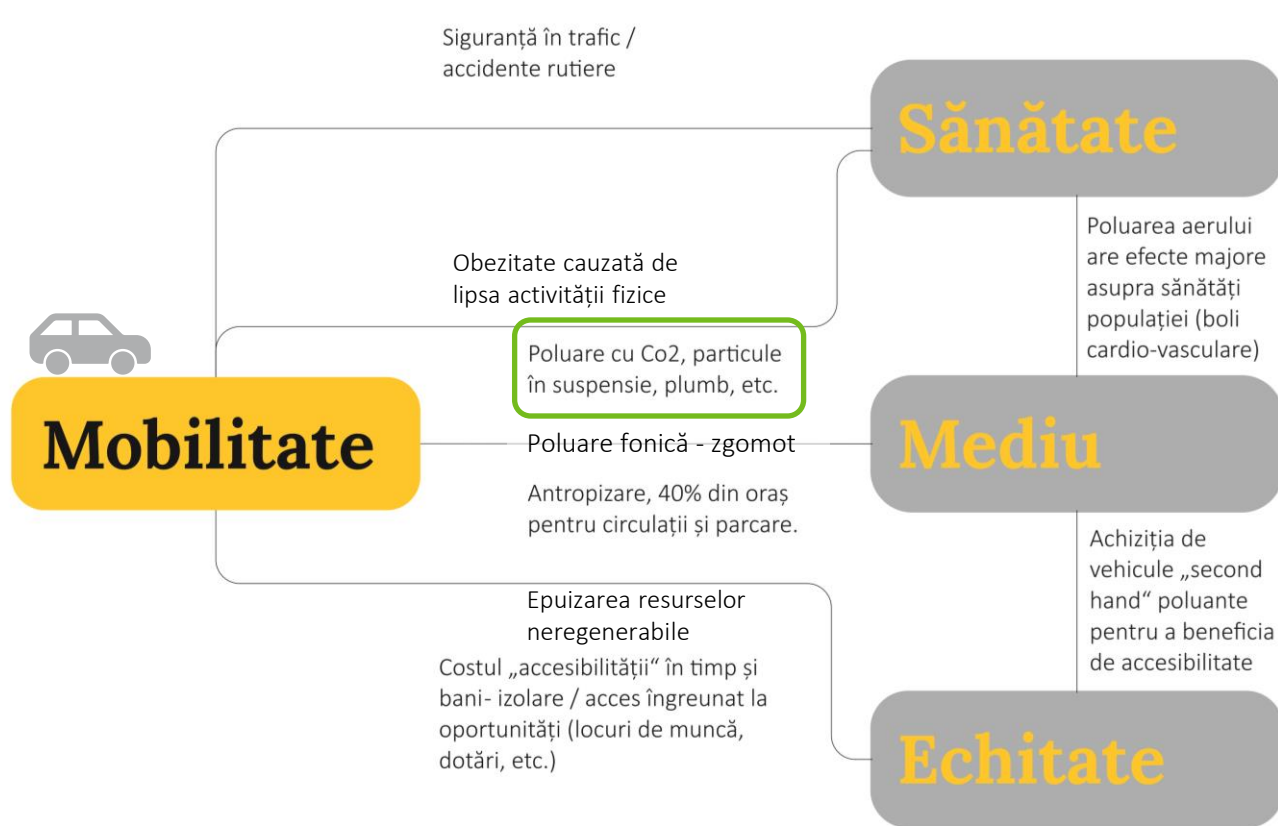 Siguranță în trafic /
accidente rutiere
Sănătate
Poluarea aerului
are efecte majore
asupra sănătăți
populației (boli
cardio-vasculare)
Obezitate cauzată de
lipsa activității fizice
Poluare cu Co2, particule
în suspensie, plumb, etc.
Mobilitate
Poluare fonică - zgomot
Mediu
Antropizare, 40% din oraș
pentru circulații și parcare.
Achiziția de
vehicule „second
hand“ poluante
pentru a beneficia
de accesibilitate
Epuizarea resurselor
neregenerabile
Costul „accesibilității“ în timp și
bani- izolare / acces îngreunat la
oportunități (locuri de muncă,
dotări, etc.)
Echitate